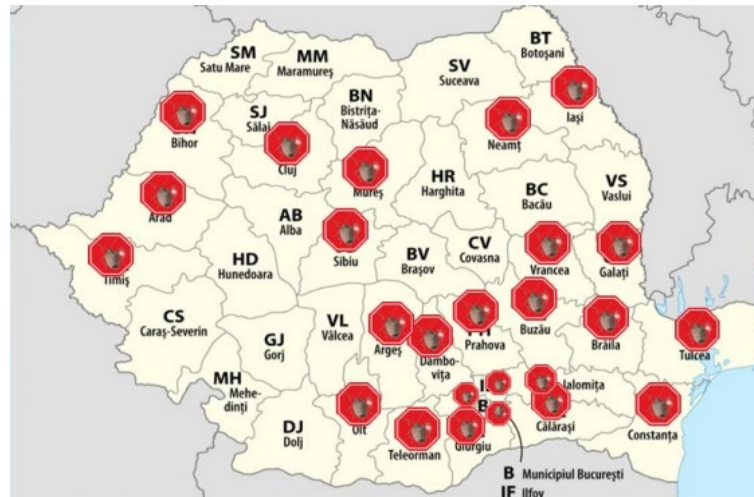 BT
Botoșani
SM
Satu Mare
MM
Maramureș
SV
Suceava
BN
Bistrița-
Năsăud
SJ
Sălaj
Iași
Bihor
Neamț
Cluj
Mureș
HR
Harghita
BC
Bacău
VS
Vaslui
Arad
AB
Alba
Sibiu
HD
Hunedoara
BV
Brașov
CV
Covasna
Vrancea
Galați
Timiș
CS
Caraș-Severin
GJ
Gorj
VL
Vâlcea
Argeș
Dâmbo-
vița
Prahova
Buzău
Brăila
Tulcea
MH
Mehe-
dinți
DJ
Dolj
Olt
Teleorman
Giurgiu
Ialomița
Călărași
Constanța
B Municipiul București
IF Ilfov